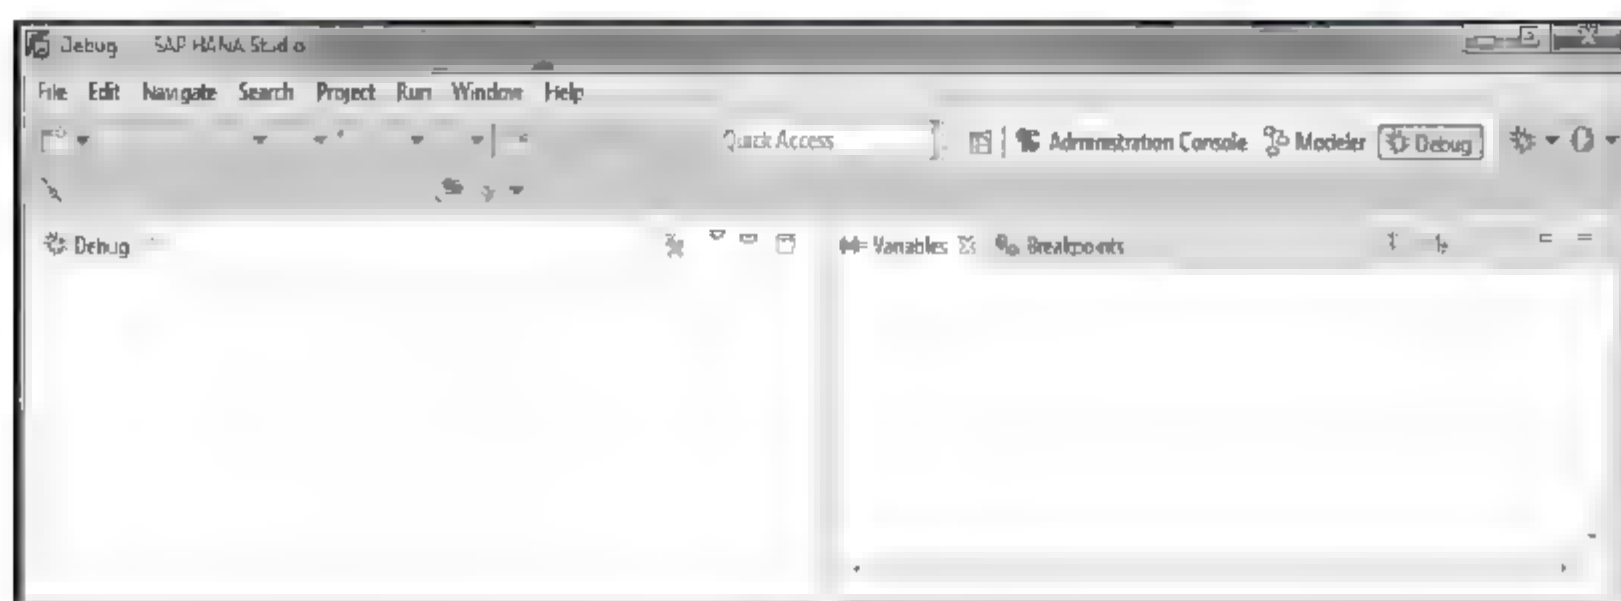 Debug SAP HANA Studio
File Edit Navigate Search Project Run Window Help
Quick Access Administration Console Modeler Debug
Debug Variables Breakpoints